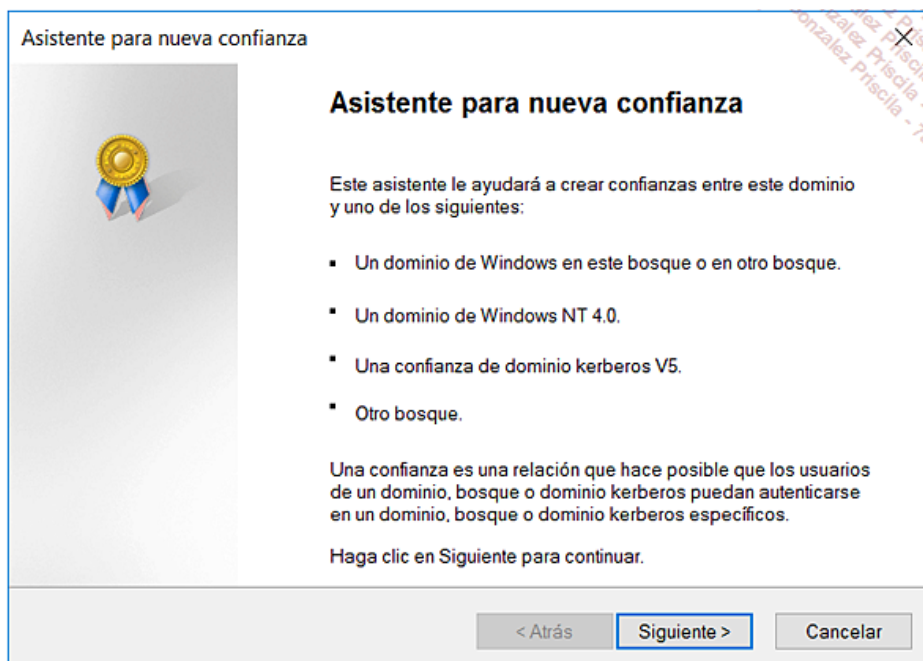 Asistente para nueva confianza
Asistente para nueva confianza
Este asistente le ayudará a crear confianzas entre este dominio
y uno de los siguientes:
Un dominio de Windows en este bosque o en otro bosque.
Un dominio de Windows NT 4.0.
Una confianza de dominio kerberos V5.
Otro bosque.
Una confianza es una relación que hace posible que los usuarios
de un dominio, bosque o dominio kerberos puedan autenticarse
en un dominio, bosque o dominio kerberos específicos.
Haga clic en Siguiente para continuar.
< Atrás
Siguiente >
Cancelar